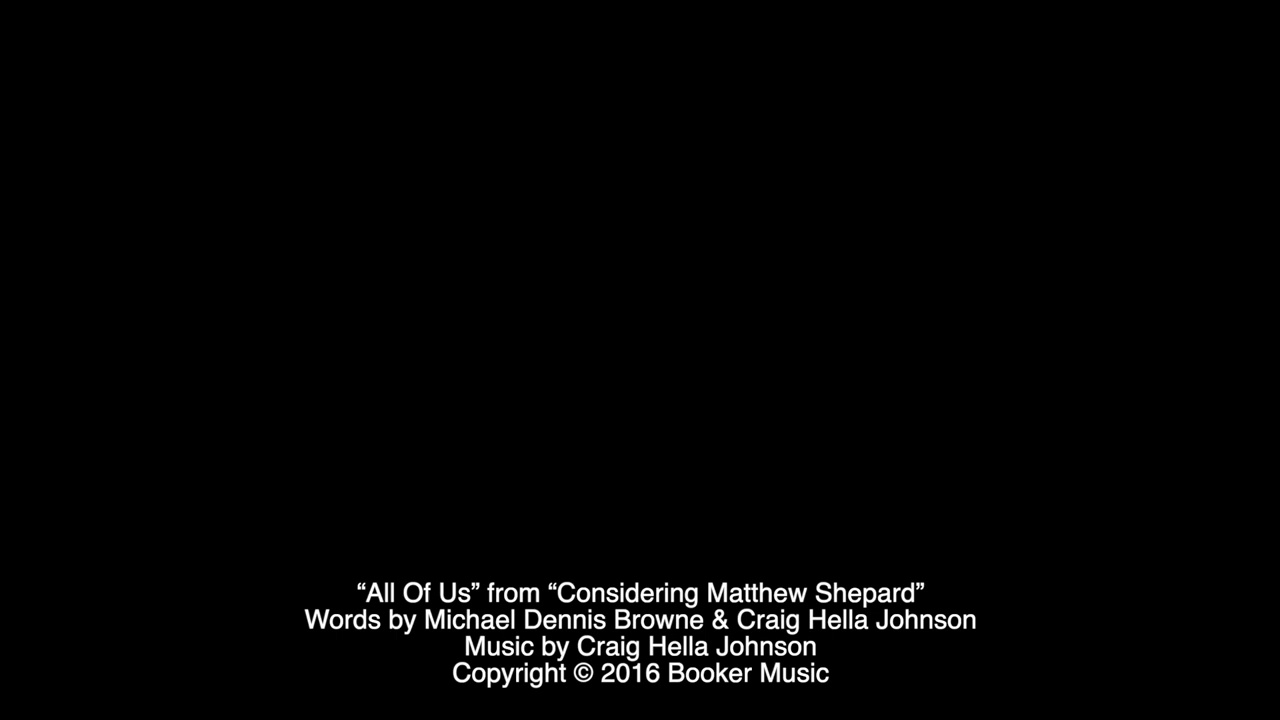 “All Of Us” from “Considering Matthew Shepard”
Words by Michael Dennis Browne & Craig Hella Johnson
Music by Craig Hella Johnson
Copyright © 2016 Booker Music